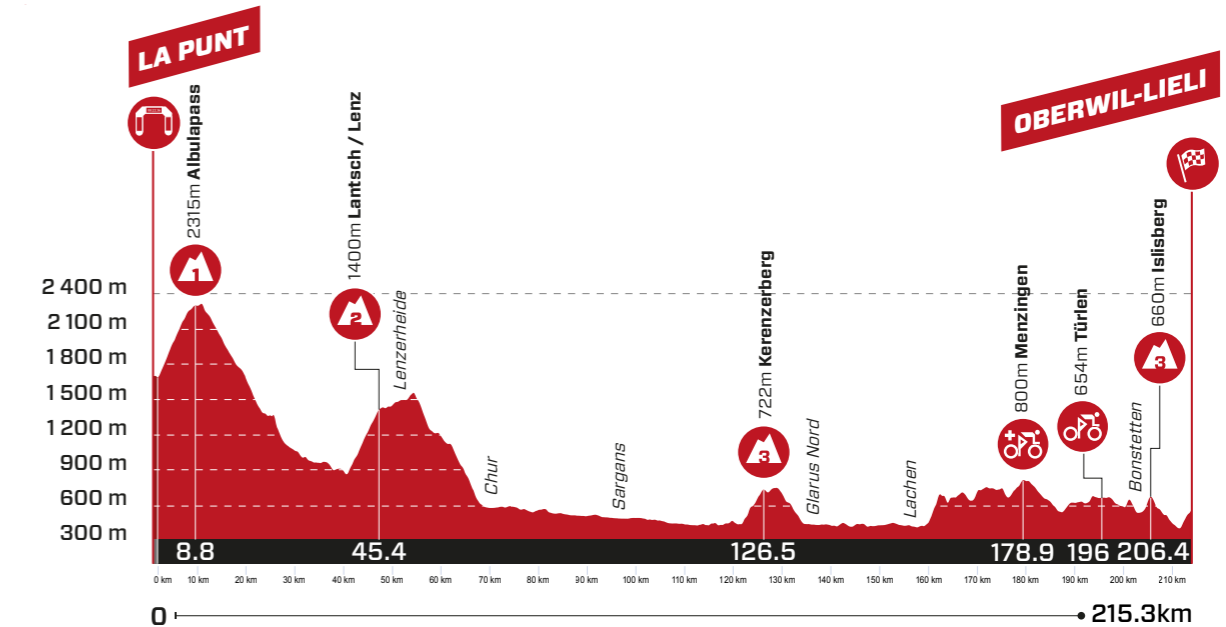 LA PUNT
OBERWIL-LIELI
2315m Albulapass
1
1400m Lantsch / Lenz
2
Lenzerheide
Chur
Sargans
722m Kerenzerberg
3
Glarus Nord
Lachen
800m Menzingen
654m Türlen
Bonstetten
660m Islisberg
3
2 400 m
2 100 m
1800 m
1500 m
1200 m
900 m
600 m
300 m
8.8 45.4 126.5 178.9 196 206.4
0 km 10 km 20 km 30 km 40 km 60 km 70 km 80 km 90 km 100 km 110 km 120 km 130 km 140 km 150 km 160 km 170 km 180 km 190 km 200 km 210 km
0 215.3km